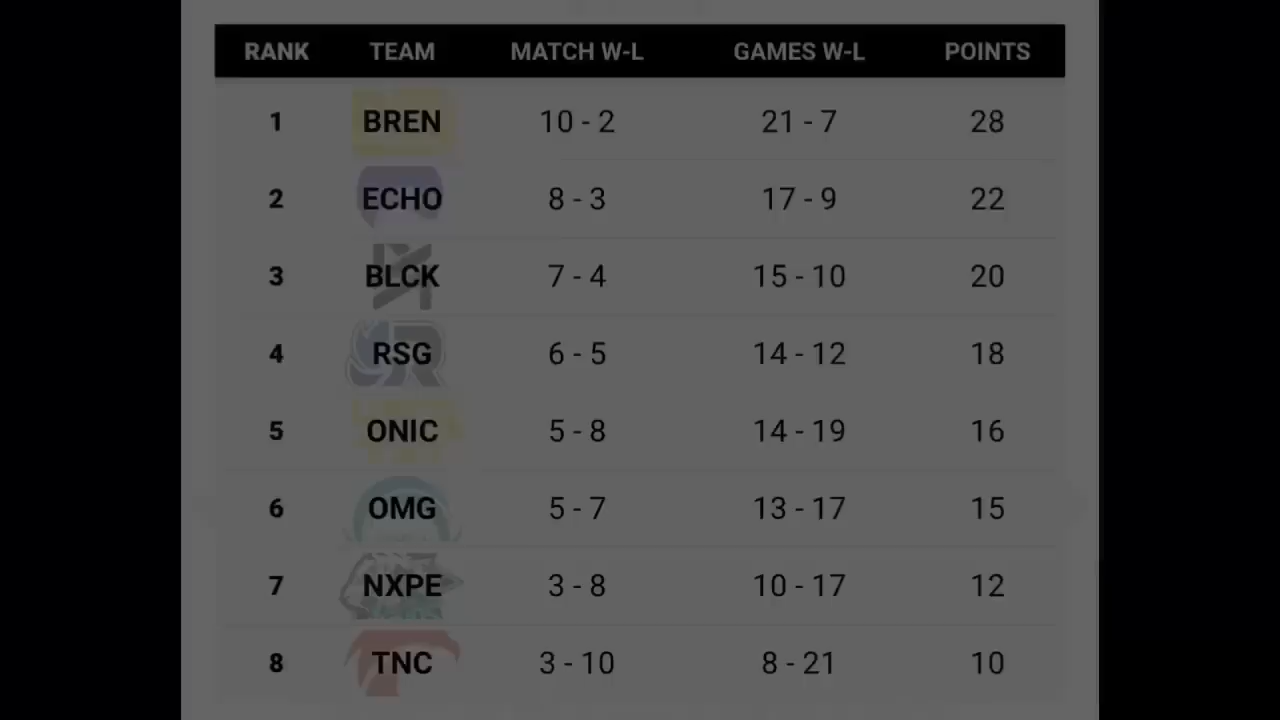 RANK TEAM MATCH W-L GAMES W-L POINTS
1 BREN 10 - 2 21 - 7 28
2 ECHO 8 - 3 17 - 9 22
3 BLCK 7 - 4 15 - 10 20
4 RSG 6 - 5 14 - 12 18
5 ONIC 5 - 8 14 - 19 16
6 OMG 5 - 7 13 - 17 15
7 NXPE 3 - 8 10 - 17 12
8 TNC 3 - 10 8 - 21 10